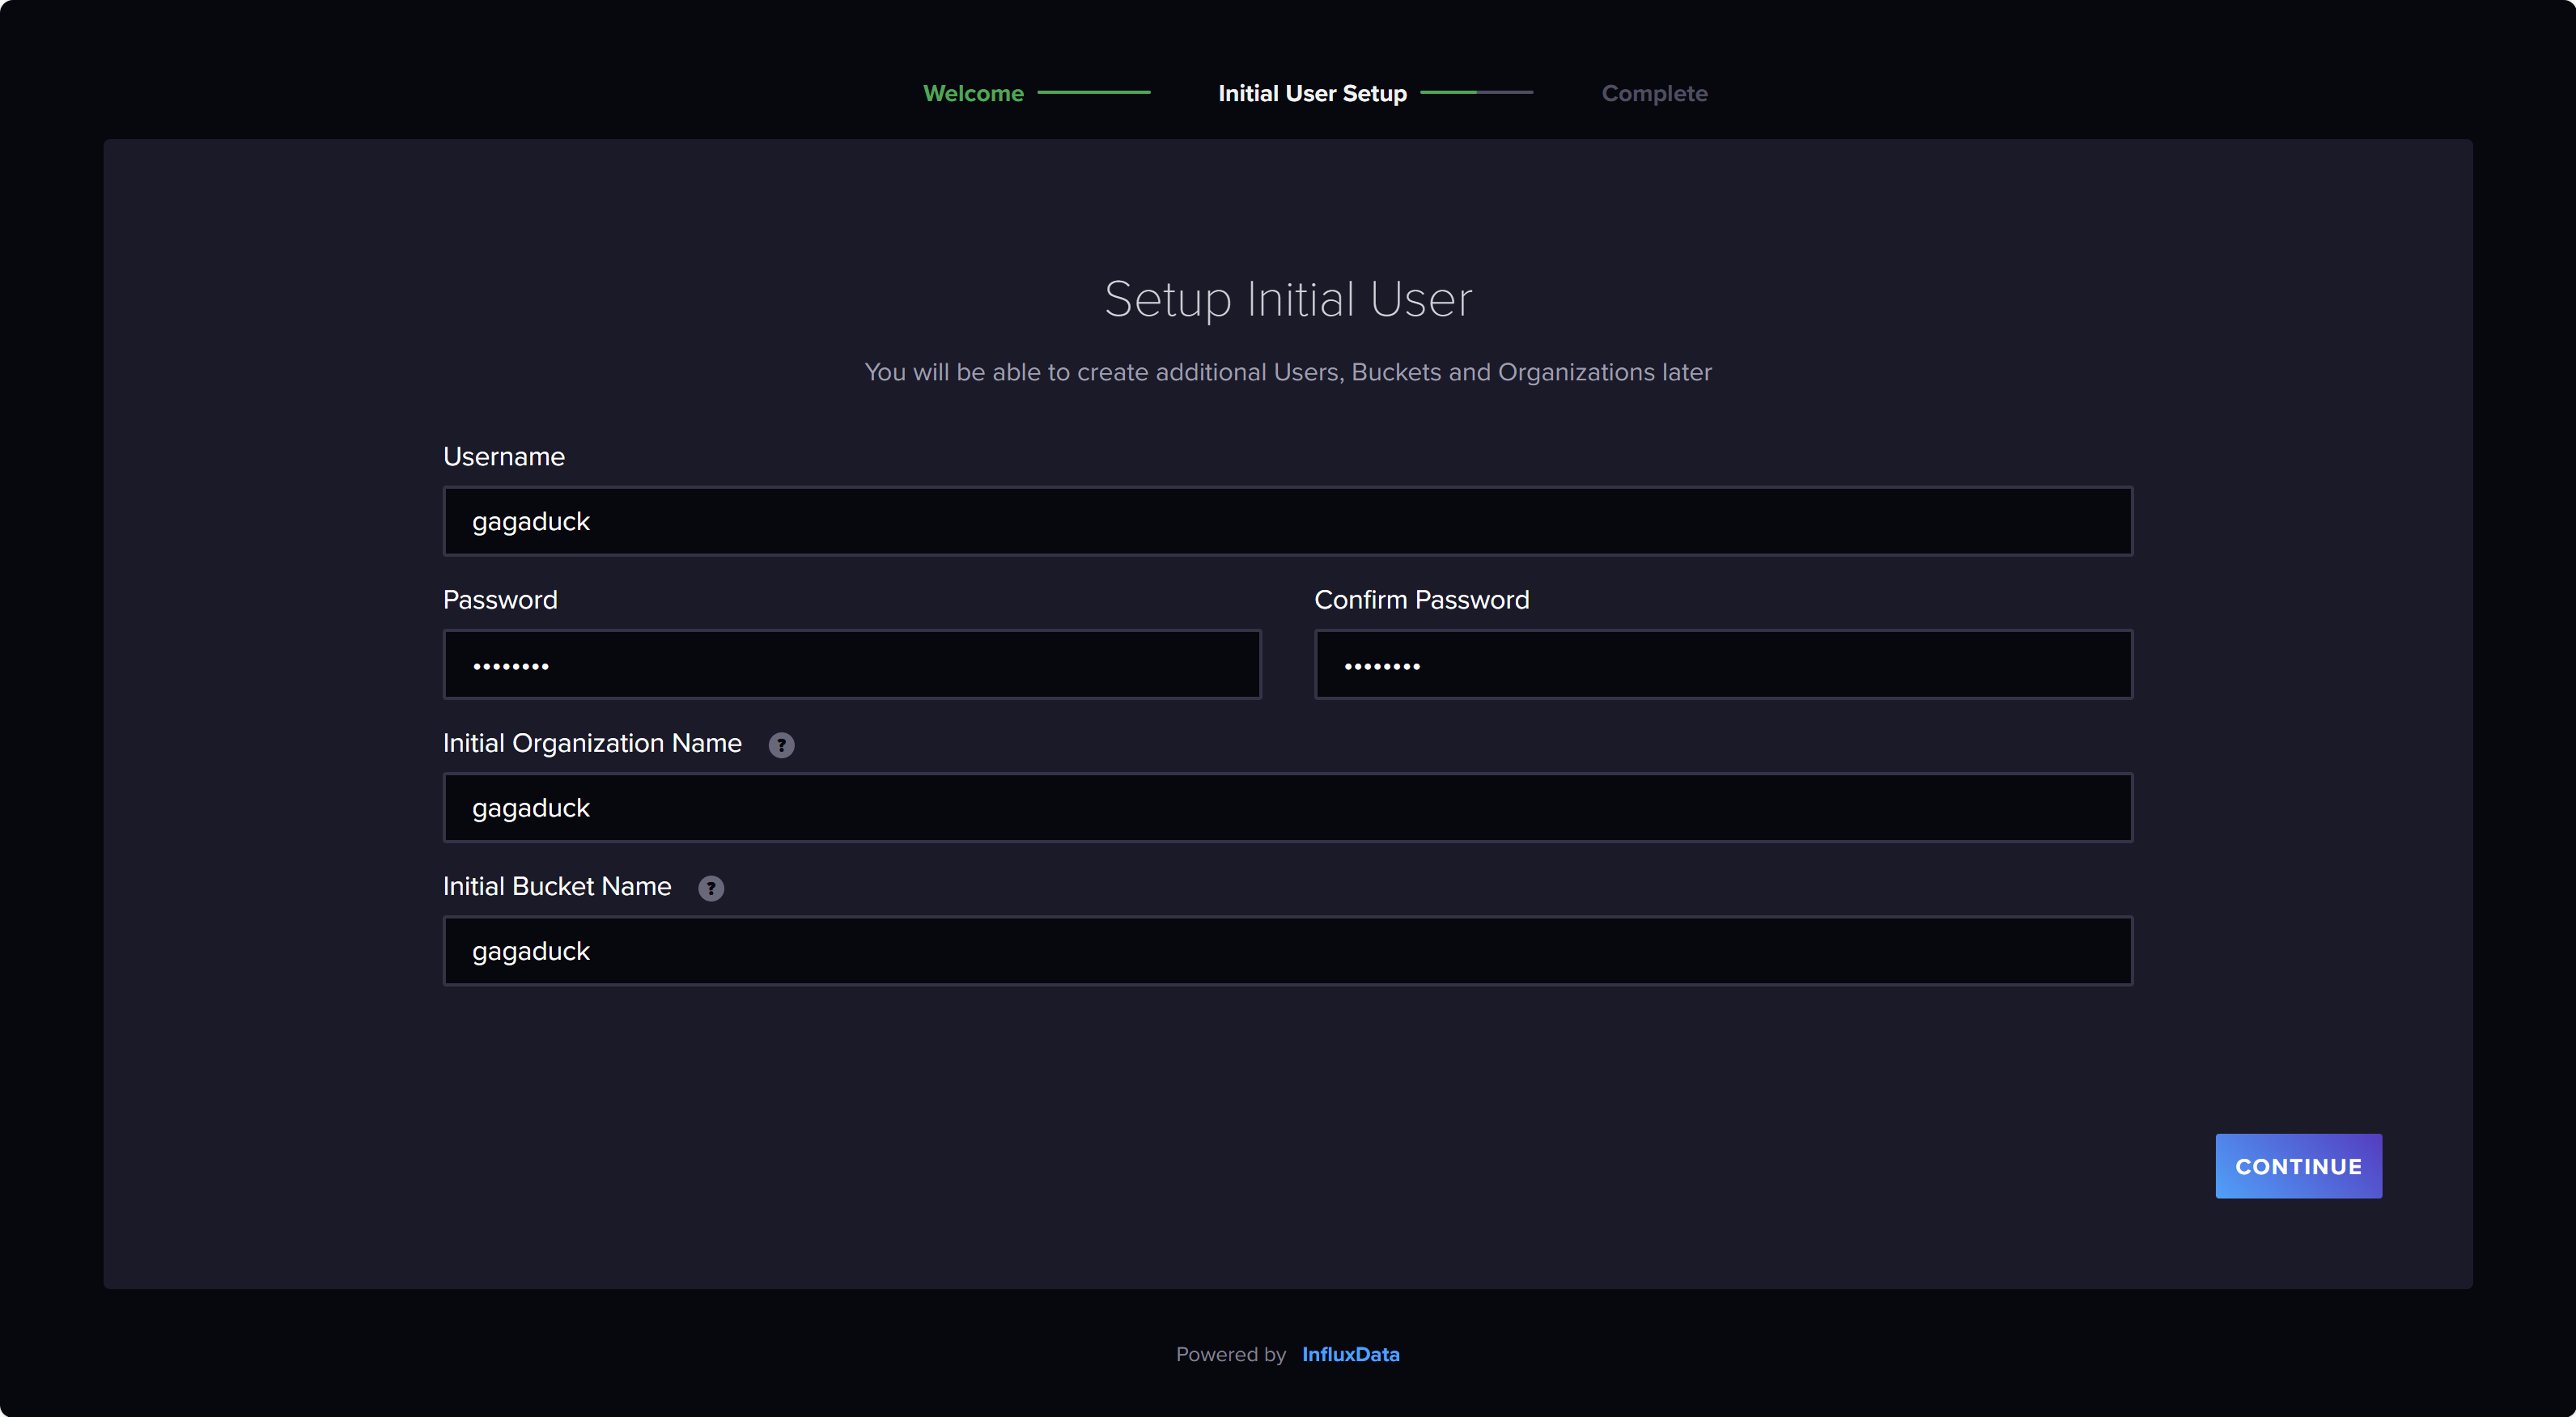 Welcome Initial User Setup Complete
Setup Initial User
You will be able to create additional Users, Buckets and Organizations later
Username
gagaduck
Password Confirm Password
•••••••• ••••••••
Initial Organization Name ?
gagaduck
Initial Bucket Name ?
gagaduck
CONTINUE
Powered by InfluxData